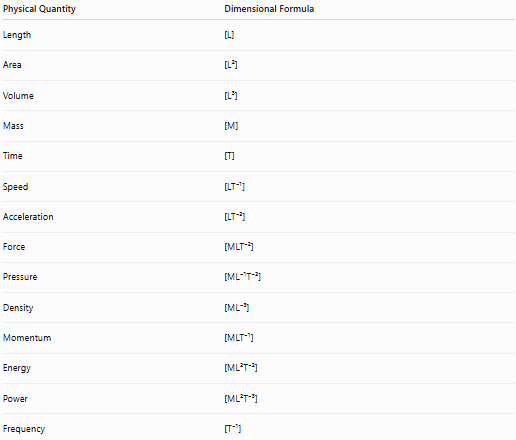 Physical Quantity Dimensional Formula
Length [L]
Area [L²]
Volume [L³]
Mass [M]
Time [T]
Speed [LT⁻¹]
Acceleration [LT⁻²]
Force [MLT⁻²]
Pressure [ML⁻¹T⁻²]
Density [ML⁻³]
Momentum [MLT⁻¹]
Energy [ML²T⁻²]
Power [ML²T⁻³]
Frequency [T⁻¹]